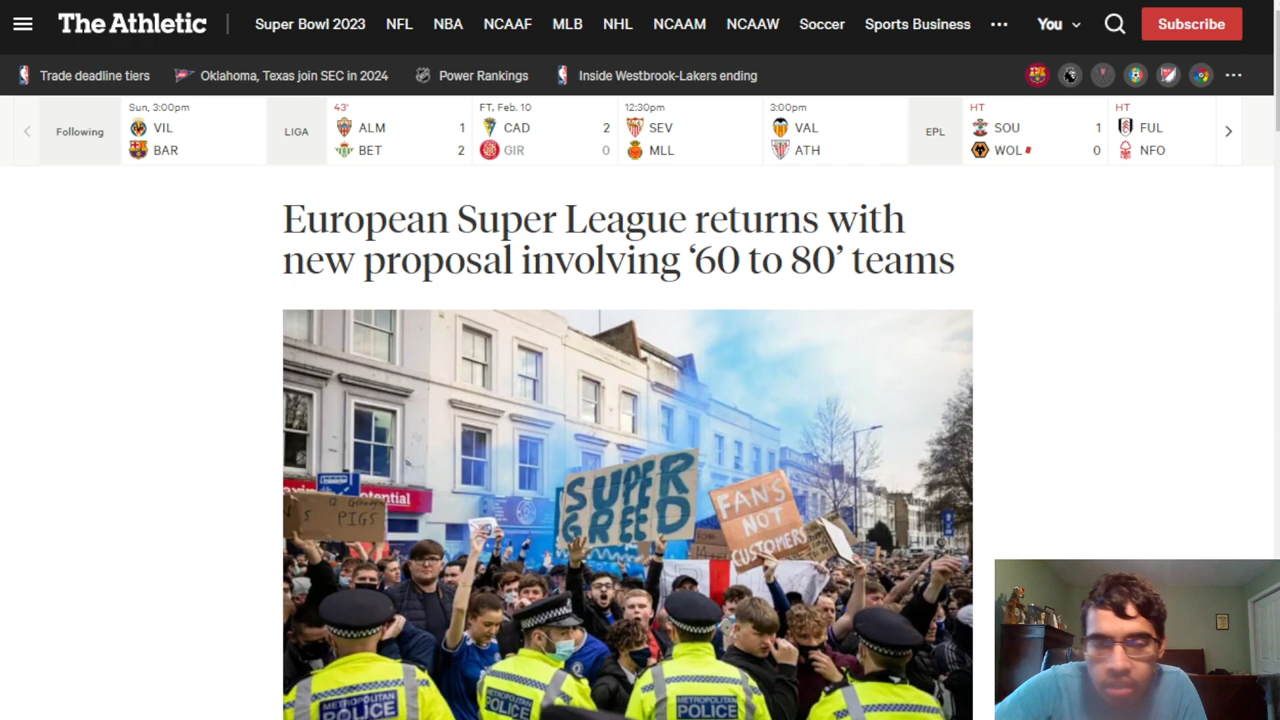 The Athletic
Super Bowl 2023 NFL NBA NCAAF MLB NHL NCAAM NCAAW Soccer Sports Business ••• You Subscribe
Trade deadline tiers Oklahoma, Texas join SEC in 2024 Power Rankings Inside Westbrook-Lakers ending
Following
Sun, 3:00pm
VIL
BAR
LIGA
43'
ALM 1
BET 2
FT, Feb. 10
CAD 2
GIR 0
12:30pm
SEV
MLL
3:00pm
VAL
ATH
EPL
HT
SOU 1
WOL 0
HT
FUL
NFO
European Super League returns with
new proposal involving ‘60 to 80’ teams
SUPER
GREED
FANS
NOT
CUSTOMERS
otential
PIGS
METROPOLITAN
POLICE
METROPOLITAN
POLICE
METROPOLITAN
POLICE